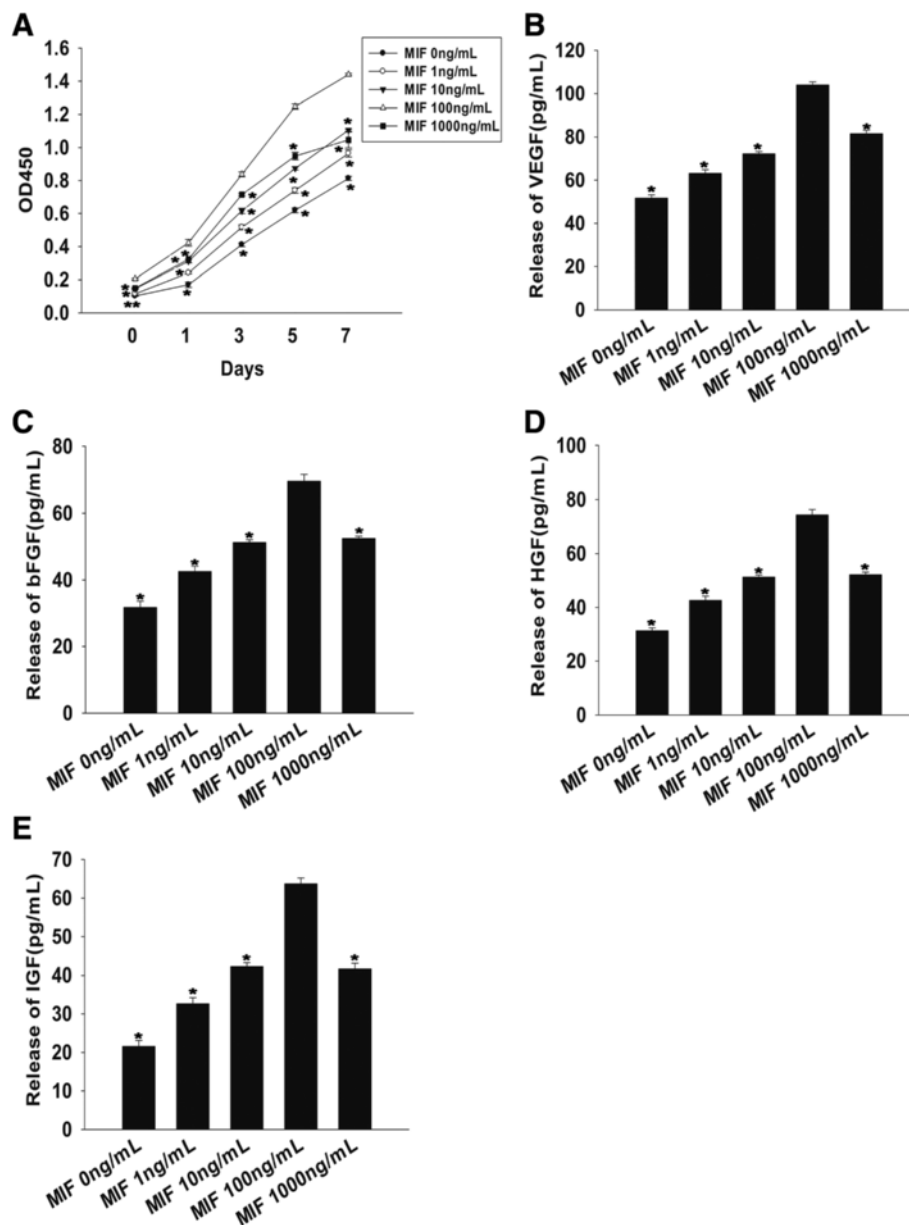 A
OD450
1.6
1.4
1.2
1.0
0.8
0.6
0.4
0.2
0.0
0 1 3 5 7
Days
MIF 0ng/mL
MIF 1ng/mL
MIF 10ng/mL
MIF 100ng/mL
MIF 1000ng/mL
B
Release of VEGF(pg/mL)
120
100
80
60
40
20
0
MIF 0ng/mL
MIF 1ng/mL
MIF 10ng/mL
MIF 100ng/mL
MIF 1000ng/mL
C
Release of bFGF(pg/mL)
80
60
40
20
0
MIF 0ng/mL
MIF 1ng/mL
MIF 10ng/mL
MIF 100ng/mL
MIF 1000ng/mL
D
Release of HGF(pg/mL)
100
80
60
40
20
0
MIF 0ng/mL
MIF 1ng/mL
MIF 10ng/mL
MIF 100ng/mL
MIF 1000ng/mL
E
Release of IGF(pg/mL)
70
60
50
40
30
20
10
0
MIF 0ng/mL
MIF 1ng/mL
MIF 10ng/mL
MIF 100ng/mL
MIF 1000ng/mL